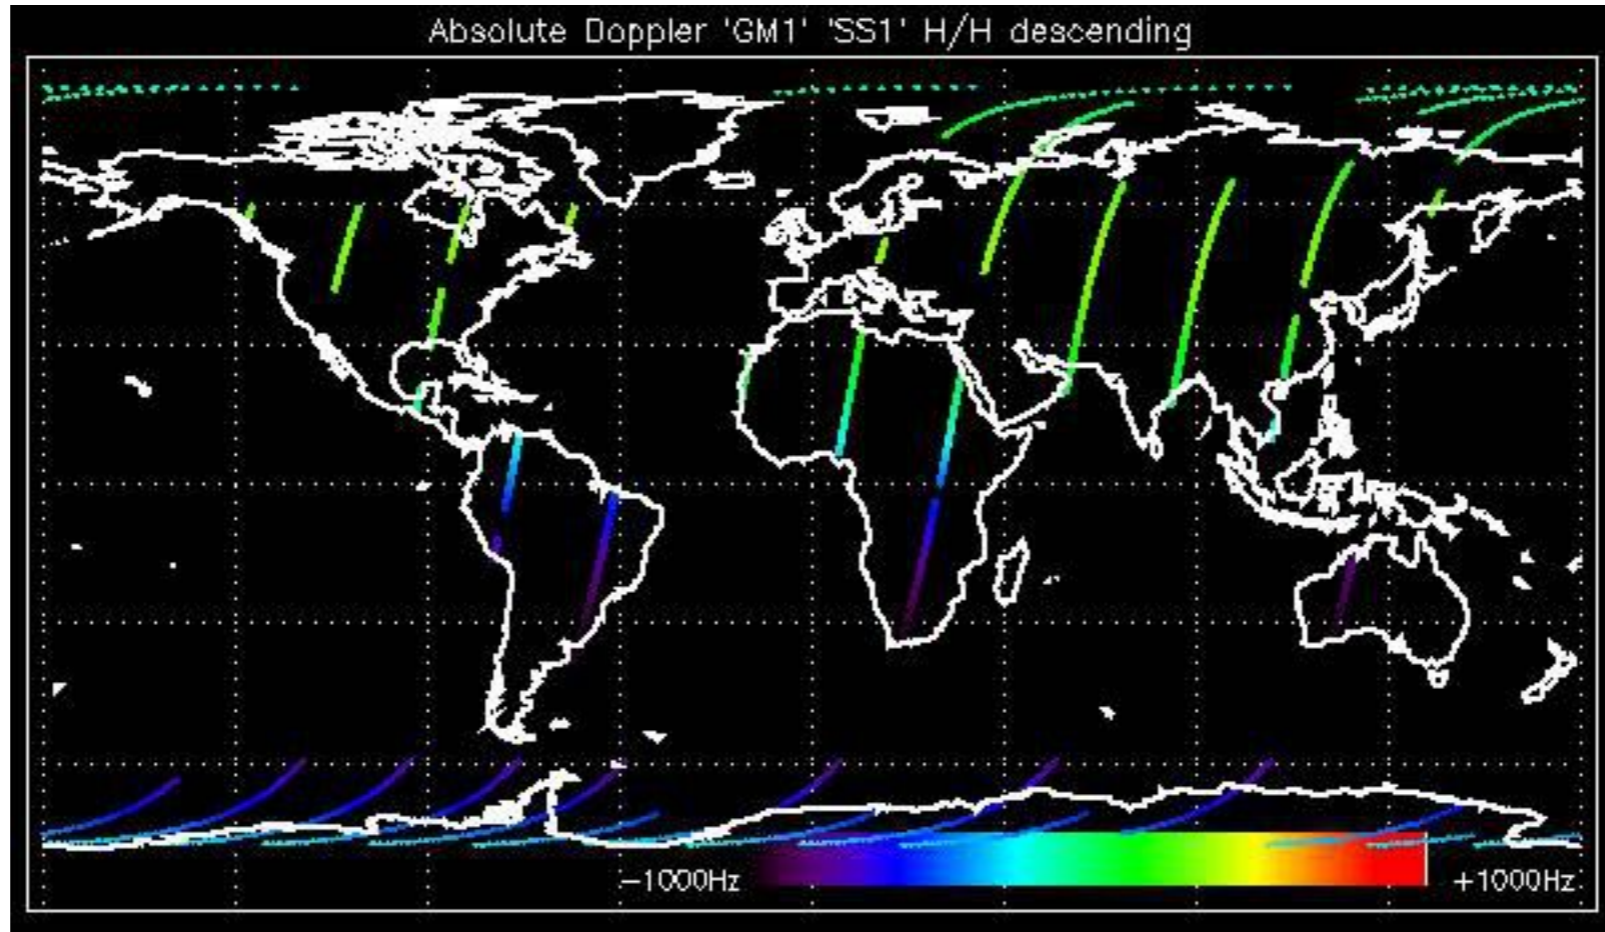 Absolute Doppler 'GM1' 'SS1' H/H descending
−1000Hz
+1000Hz